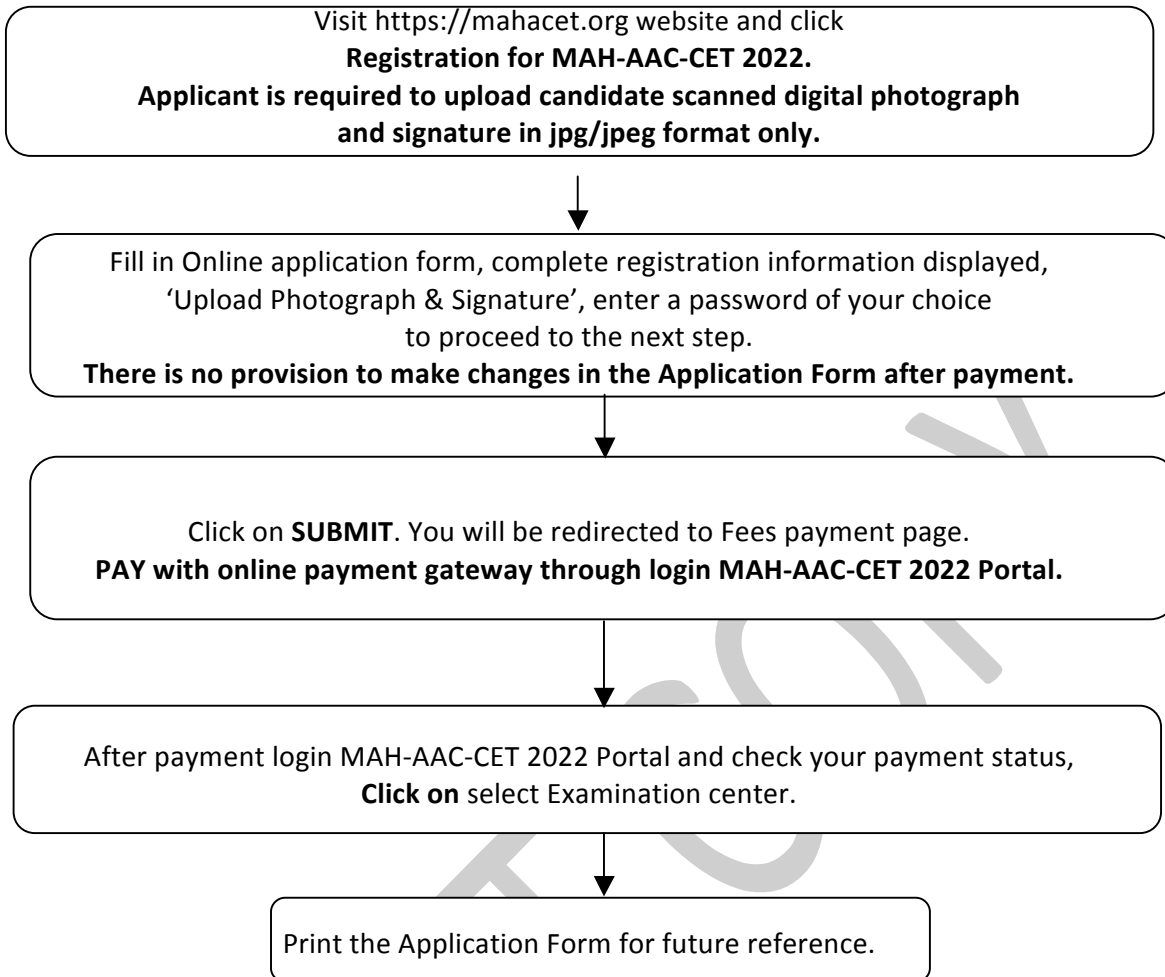 Visit https://mahacet.org website and click
Registration for MAH-AAC-CET 2022.
Applicant is required to upload candidate scanned digital photograph
and signature in jpg/jpeg format only.
Fill in Online application form, complete registration information displayed,
‘Upload Photograph & Signature’, enter a password of your choice
to proceed to the next step.
There is no provision to make changes in the Application Form after payment.
Click on SUBMIT. You will be redirected to Fees payment page.
PAY with online payment gateway through login MAH-AAC-CET 2022 Portal.
After payment login MAH-AAC-CET 2022 Portal and check your payment status,
Click on select Examination center.
Print the Application Form for future reference.